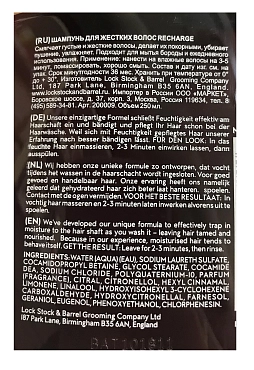 (RU) ШАМПУНЬ ДЛЯ ЖЕСТКИХ ВОЛОС RECHARGE
Смягчает густые и жесткие волосы, делает их покорными, убирает
пушение, увлажняет. Подходит для мытья бороды и ежедневного
использования. Применение: нанести на влажные волосы на 3-5
минут, помассировать, хорошо смыть. Состав и дату изг. см. на
упак. Срок минутгодности 38 мес. Хранить при температуре от 0°
до + 30°. Изготовитель Lock Stock & Barrel Grooming Company
Ltd, 187 Park Lane, Birmingham B35 6AN, England.
www.lockstockandbarrel.ru. Импортер в России ООО «МАРКЕТ»,
Боровское шоссе, д. 37, корп. 3, Москва, Россия 119634, тел. 8
(495) 589-34-81. Арт. 200009. Объем 250 мл.
(DE) Unsere einzigartige Formel schließt Feuchtigkeit effektiv am
Haarschaft ein und bändigt und pflegt Ihr Haar schon bei der
Haarwäsche. Weil sich mit Feuchtigkeit gepflegtes Haar unserer
Erfahrung nach besser bändigen lässt. FÜR DEN LOOK: In das
feuchte Haar einmassieren, 2-3 Minuten einwirken lassen, dann
ausspülen.
(NL) Wij hebben onze unieke formule zo ontworpen, dat vocht
tijdens het wassen in de haarschacht wordt ingesloten. Voor goed
gevoed en handelbaar haar. Onze ervaring heeft ons namelijk
geleerd dat gehydrateerd haar zich beter laat hanteren. spoelen.
Contact met de ogen vermijden. VOOR HET BESTE RESULTAAT: In
vochtig haar masseren en 2-3 minuten laten inwerken alvorens uit te
spoelen.
(EN) We've developed our unique formula to effectively trap in
moisture to the hair shaft as you wash it – leaving hair tamed and
nourished. Because in our experience, moisturised hair tends to
behave itself. GET THE RESULT: Leave for 2-3 minutes, then rinse.
INGREDIENTS: WATER (AQUA) (EAU), SODIUM LAURETH SULFATE,
COCAMIDOPROPYL BETAINE, GLYCOL STEARATE, COCAMIDE
DEA, SODIUM CHLORIDE, POLYQUATERNIUM-10, PARFUM
(FRAGRANCE), CITRAL, CITRONELLOL, HEXYL CINNAMAL,
LIMONENE, LINALOOL, HYDROXYISOHEXYL 3-CYCLOHEXENE
CARBOXALDEHYDE, HYDROXYCITRONELLAL, FARNESOL,
GERANIOL, EUGENOL, PHENOXYETHANOL, CHLORPHENESIN.
Lock Stock & Barrel Grooming Company Ltd
187 Park Lane, Birmingham B35 6AN, England